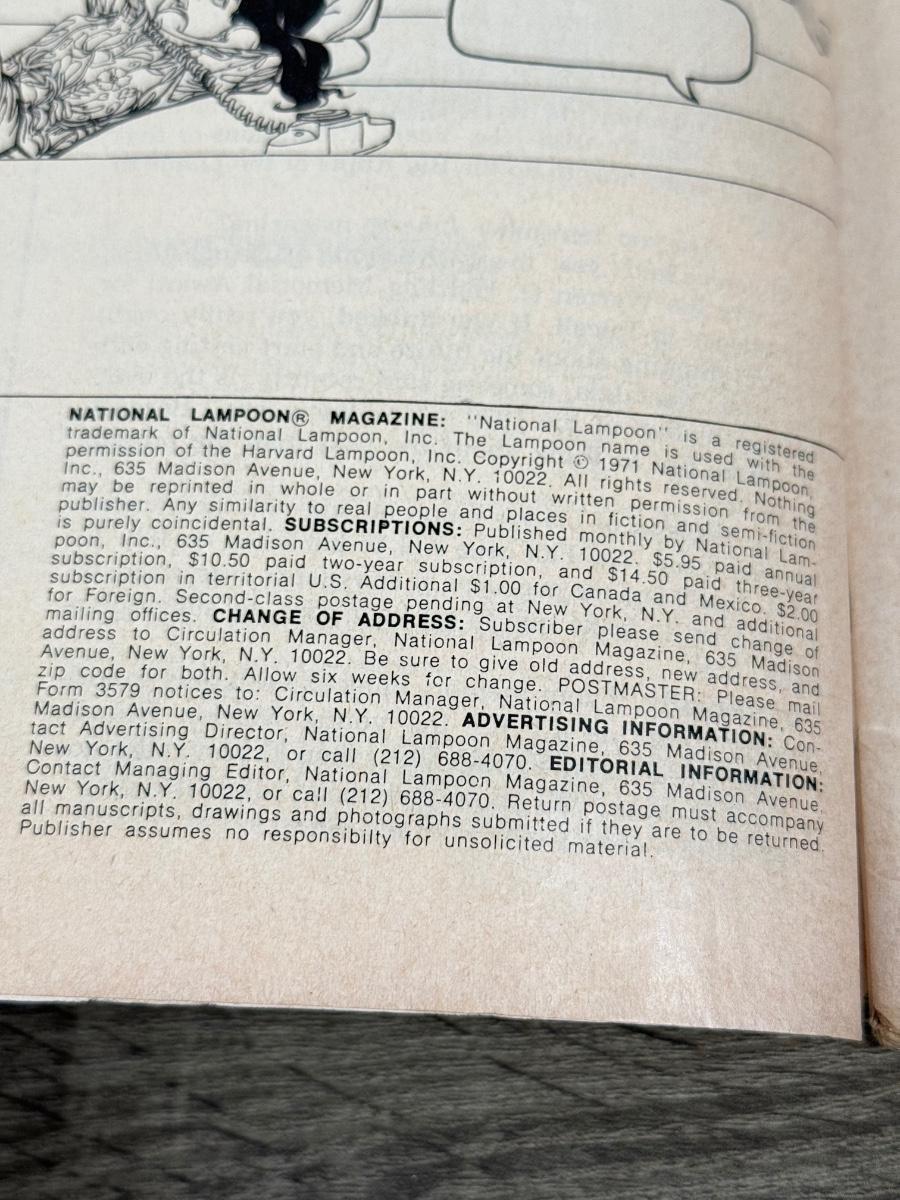 NATIONAL LAMPOON® MAGAZINE: "National Lampoon" is a registered
trademark of National Lampoon, Inc. The Lampoon name is used with the
permission of the Harvard Lampoon, Inc. Copyright © 1971 National Lampoon,
Inc., 635 Madison Avenue, New York, N.Y. 10022. All rights reserved. Nothing
may be reprinted in whole or in part without written permission from the
publisher. Any similarity to real people and places in fiction and semi-fiction
is purely coincidental. SUBSCRIPTIONS: Published monthly by National Lam-
poon, Inc., 635 Madison Avenue, New York, N.Y. 10022. $5.95 paid annual
subscription, $10.50 paid two-year subscription, and $14.50 paid three-year
subscription in territorial U.S. Additional $1.00 for Canada and Mexico. $2.00
for Foreign. Second-class postage pending at New York, N.Y. and additional
mailing offices. CHANGE OF ADDRESS: Subscriber please send change of
address to Circulation Manager, National Lampoon Magazine, 635 Madison
Avenue, New York, N.Y. 10022. Be sure to give old address, new address, and
zip code for both. Allow six weeks for change. POSTMASTER: Please mail
Form 3579 notices to: Circulation Manager, National Lampoon Magazine, 635
Madison Avenue, New York, N.Y. 10022. ADVERTISING INFORMATION: Con-
tact Advertising Director, National Lampoon Magazine, 635 Madison Avenue,
New York, N.Y. 10022, or call (212) 688-4070. EDITORIAL INFORMATION:
Contact Managing Editor, National Lampoon Magazine, 635 Madison Avenue,
New York, N.Y. 10022, or call (212) 688-4070. Return postage must accompany
all manuscripts, drawings and photographs submitted if they are to be returned.
Publisher assumes no responsibilty for unsolicited material.